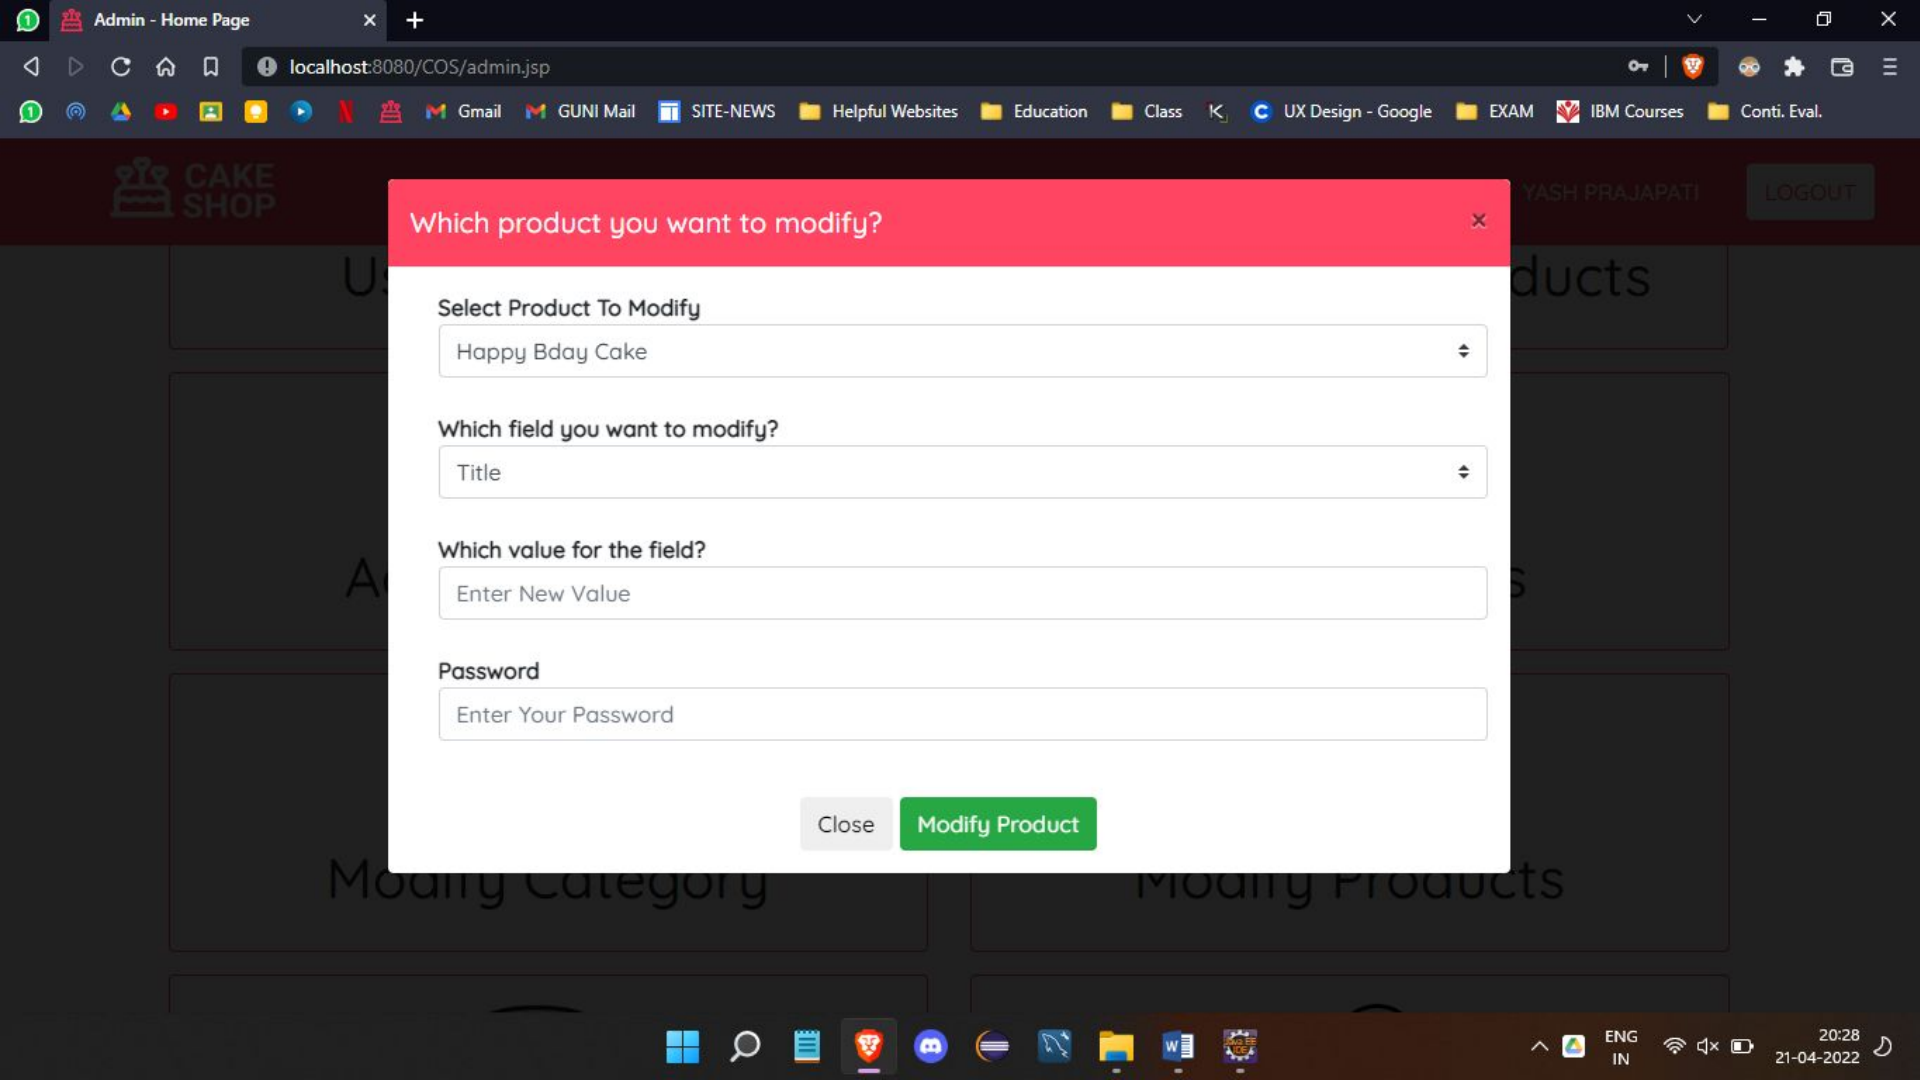 Admin - Home Page
localhost:8080/COS/admin.jsp
Gmail
GUNI Mail
SITE-NEWS
Helpful Websites
Education
Class
UX Design - Google
EXAM
IBM Courses
Conti. Eval.
CAKE
SHOP
YASH PRAJAPATI
LOGOUT
Which product you want to modify?
ducts
Select Product To Modify
Happy Bday Cake
Which field you want to modify?
Title
Which value for the field?
Enter New Value
Password
Enter Your Password
Close
Modify Product
Modify Category
Modify Products
ENG
IN
20:28
21-04-2022